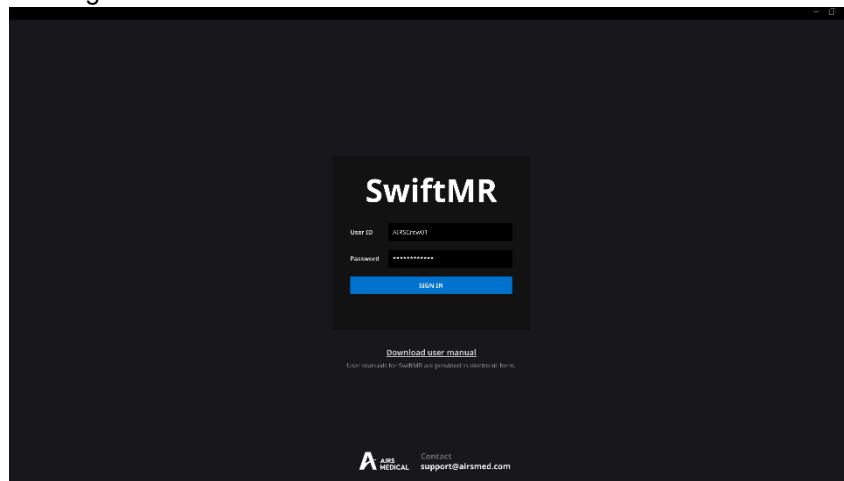 SwiftMR
User ID AIRSCrew01
Password ************
SIGN IN
Download user manual
User manuals for SwiftMR are provided in electronic form.
AIRS MEDICAL
Contact
support@airsmed.com